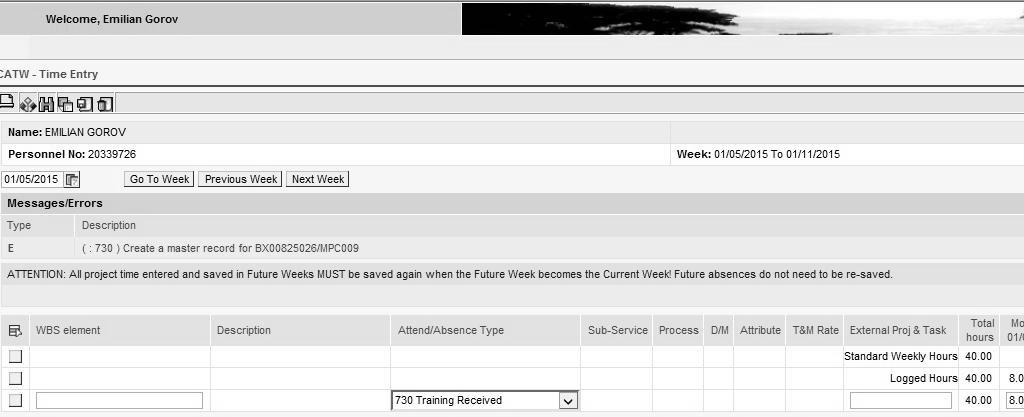 Welcome, Emilian Gorov
CATW - Time Entry
Name: EMILIAN GOROV
Personnel No: 20339726 Week: 01/05/2015 To 01/11/2015
01/05/2015 Go To Week Previous Week Next Week
Messages/Errors
Type Description
E ( : 730 ) Create a master record for BX00825026/MPC009
ATTENTION: All project time entered and saved in Future Weeks MUST be saved again when the Future Week becomes the Current Week! Future absences do not need to be re-saved.
WBS element Description Attend/Absence Type Sub-Service Process D/M Attribute T&M Rate External Proj & Task Total hours Mo 01/0
Standard Weekly Hours 40.00
Logged Hours 40.00 8.0
730 Training Received 40.00 8.0